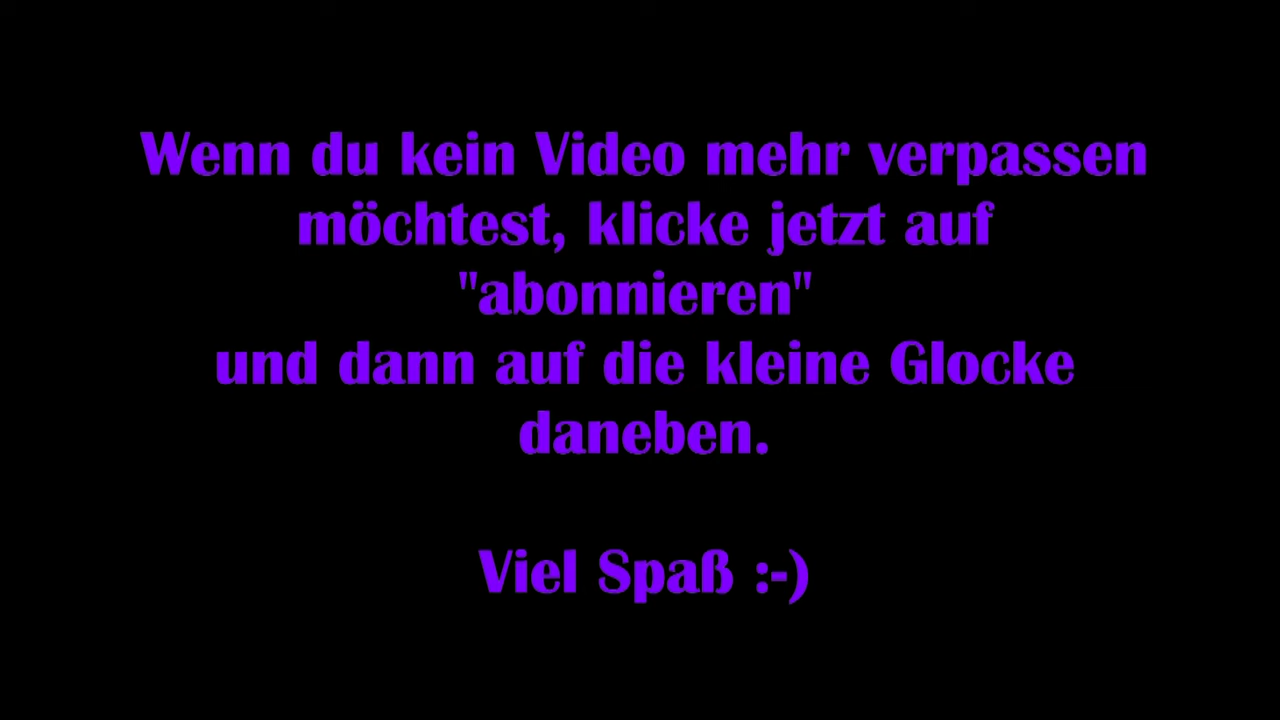 Wenn du kein Video mehr verpassen
möchtest, klicke jetzt auf
"abonnieren"
und dann auf die kleine Glocke
daneben.
Viel Spaß :-)